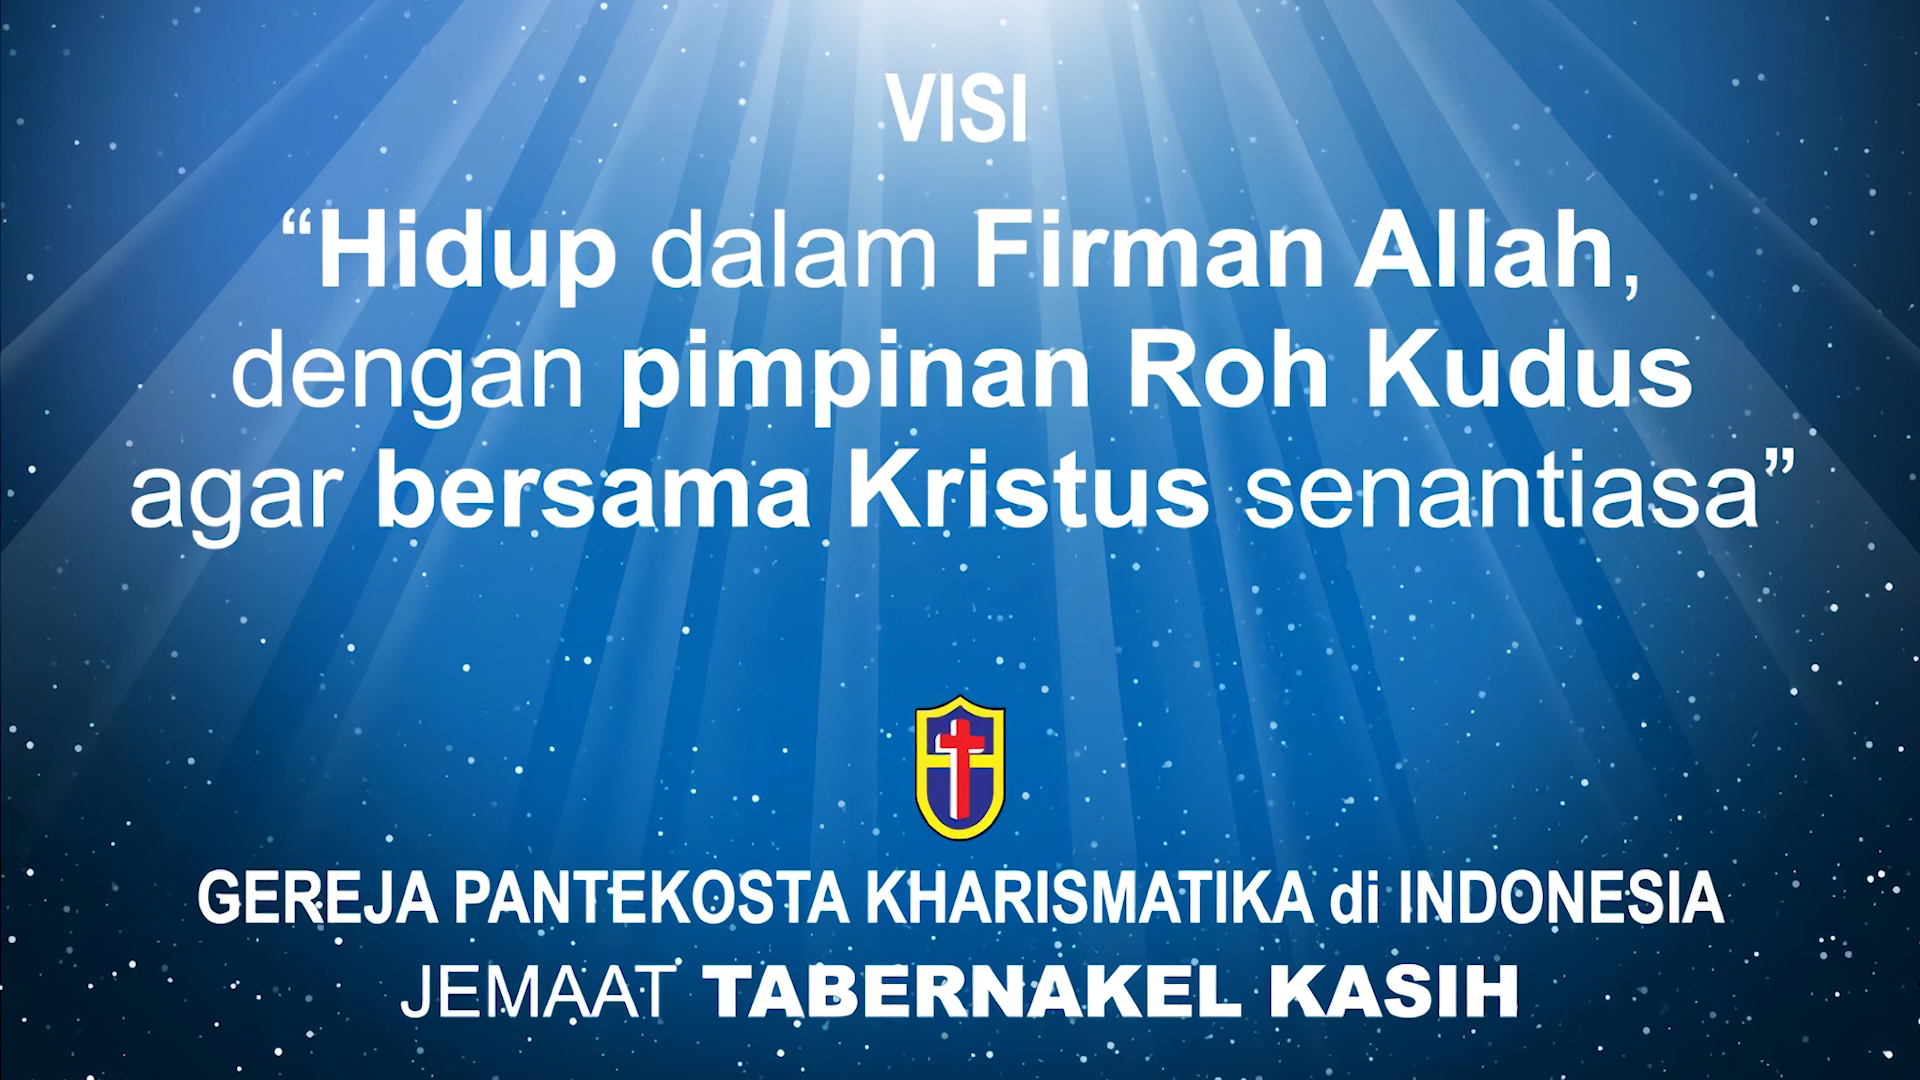 VISI
“Hidup dalam Firman Allah,
dengan pimpinan Roh Kudus
agar bersama Kristus senantiasa”
GEREJA PANTEKOSTA KHARISMATIKA di INDONESIA
JEMAAT TABERNAKEL KASIH